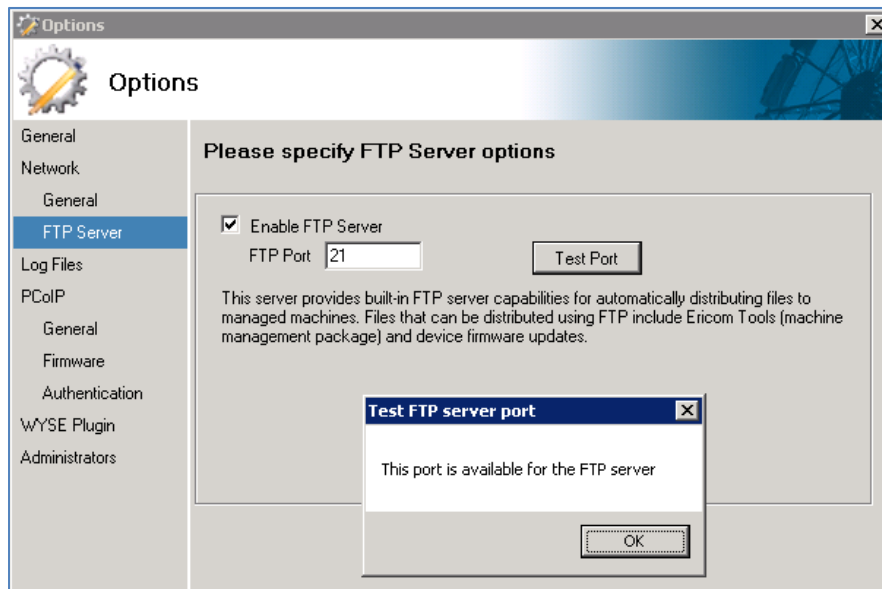 Options
Options
General
Network
General
FTP Server
Log Files
PCoIP
General
Firmware
Authentication
WYSE Plugin
Administrators
Please specify FTP Server options
Enable FTP Server
FTP Port 21 Test Port
This server provides built-in FTP server capabilities for automatically distributing files to
managed machines. Files that can be distributed using FTP include Ericom Tools (machine
management package) and device firmware updates.
Test FTP server port
This port is available for the FTP server
OK